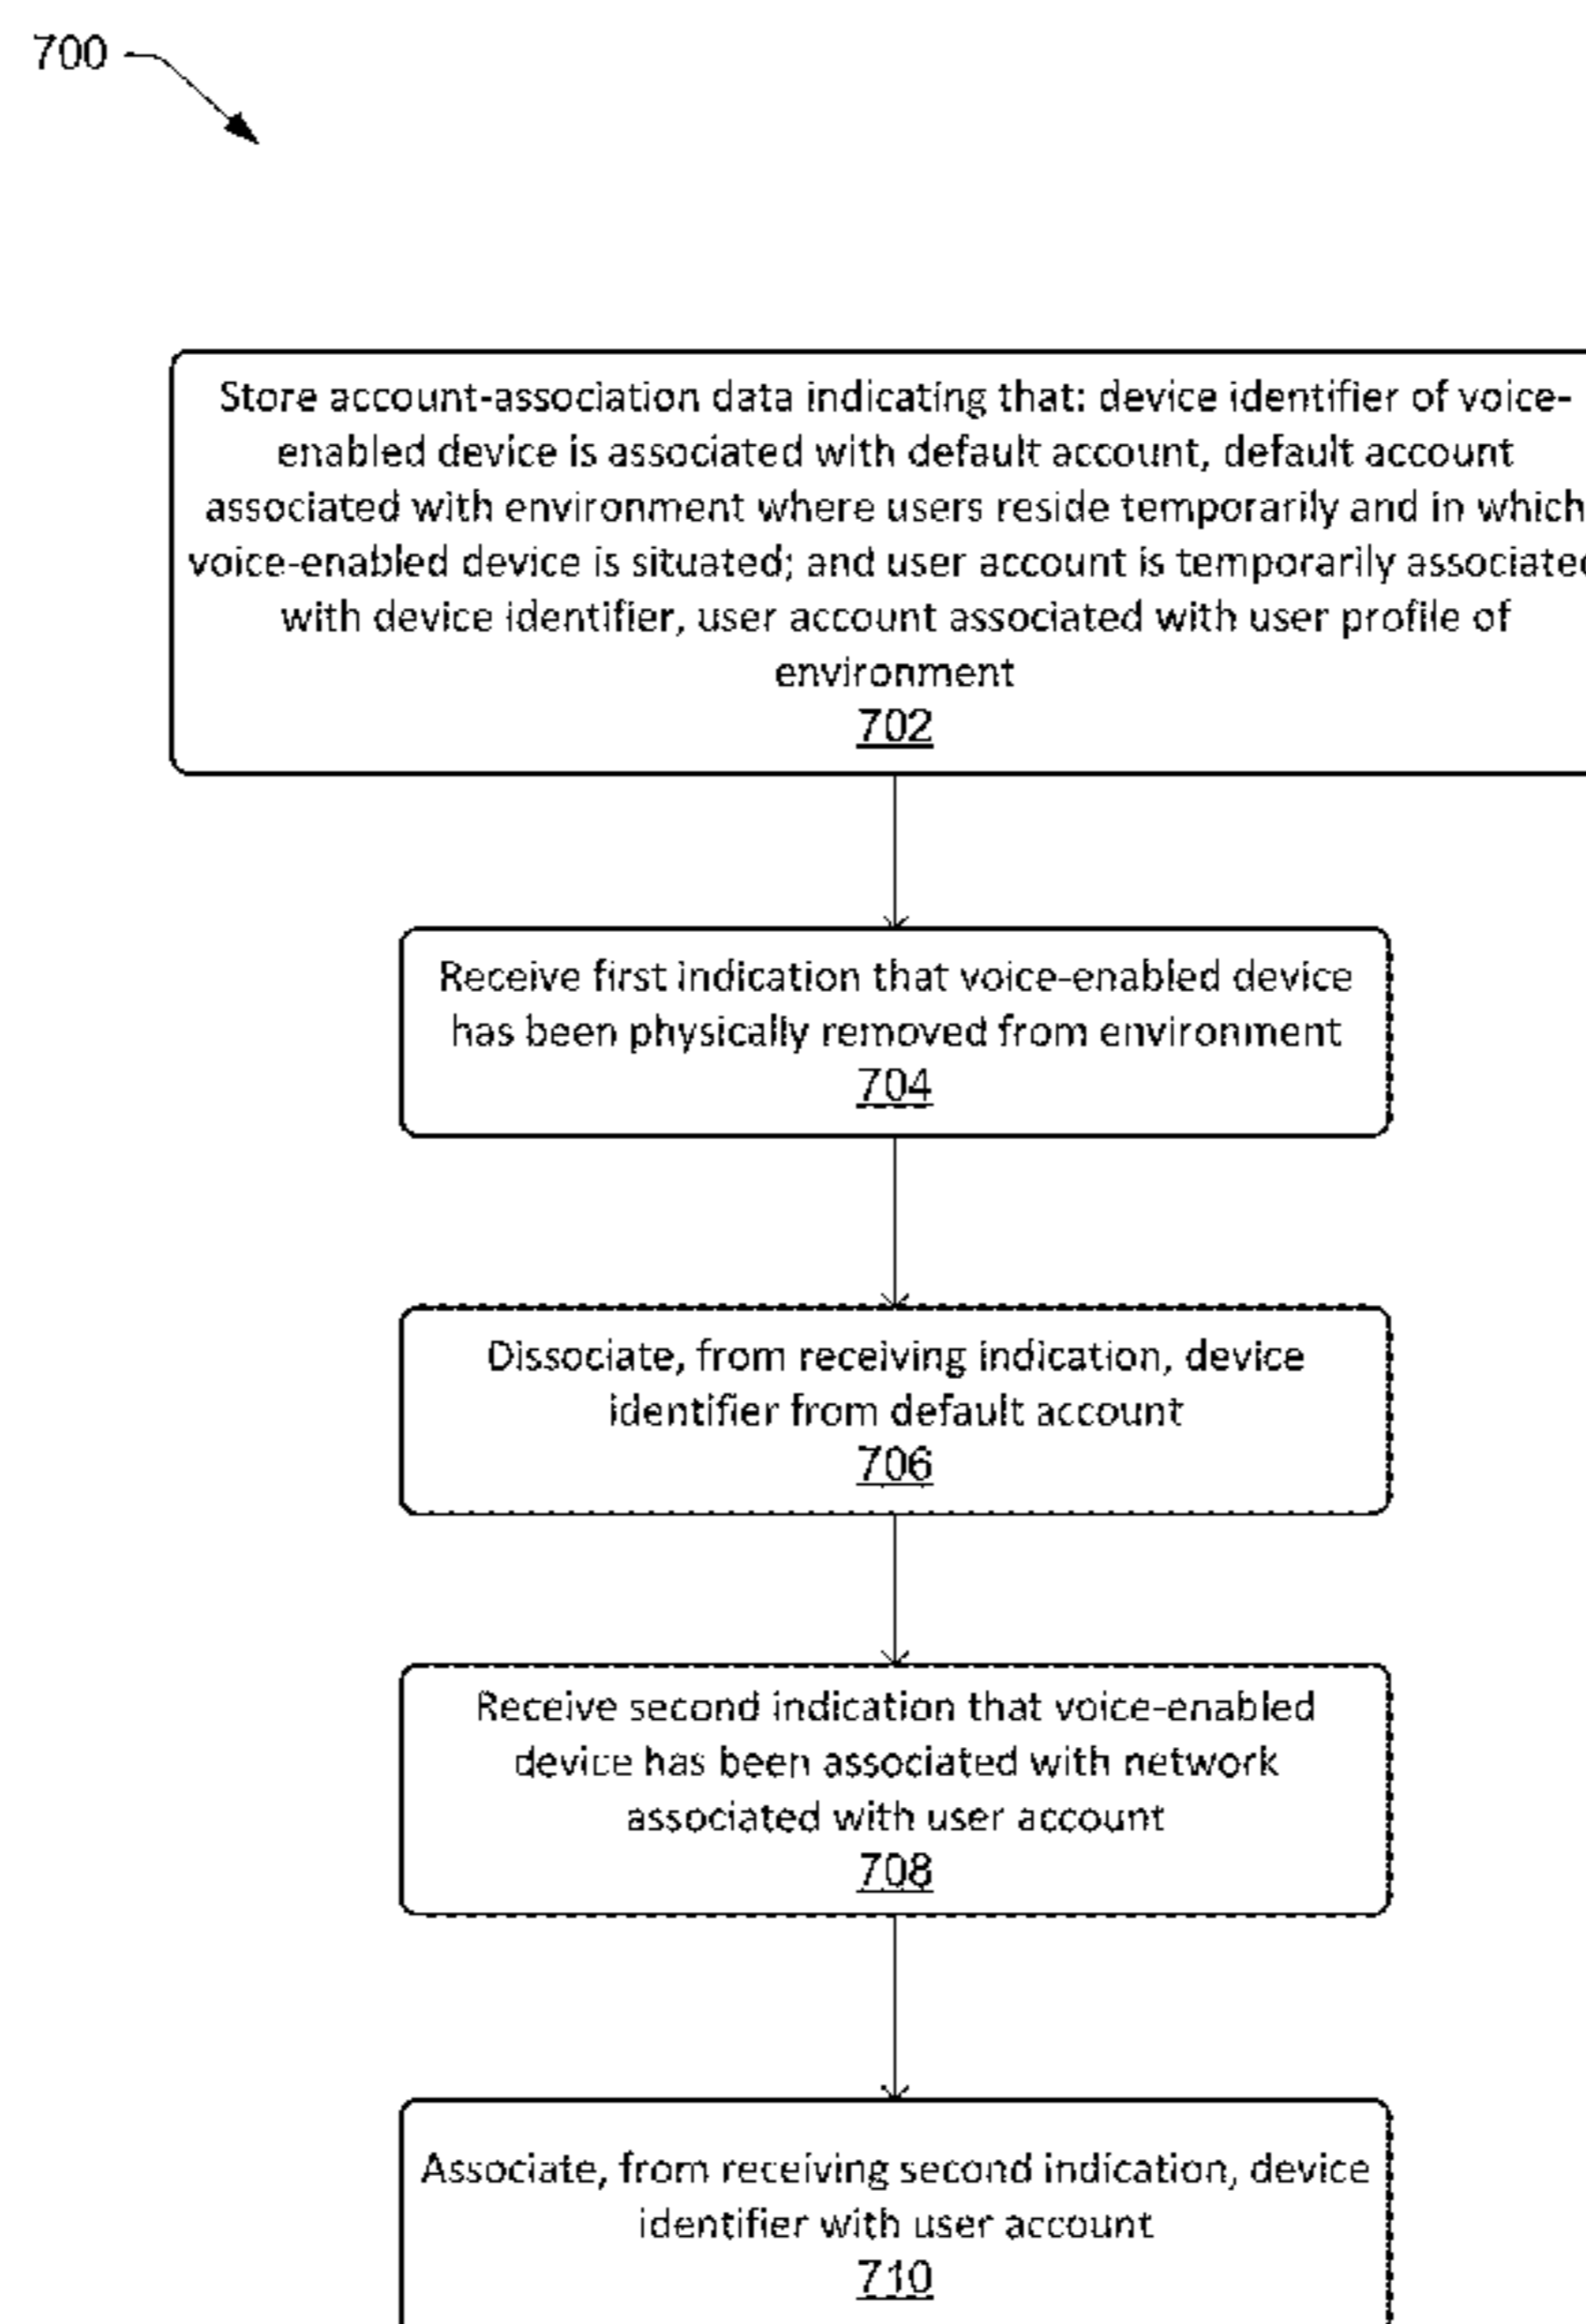 700
Store account-association data indicating that: device identifier of voice-
enabled device is associated with default account, default account
associated with environment where users reside temporarily and in which
voice-enabled device is situated; and user account is temporarily associated
with device identifier, user account associated with user profile of
environment
702
Receive first indication that voice-enabled device
has been physically removed from environment
704
Dissociate, from receiving indication, device
identifier from default account
706
Receive second indication that voice-enabled
device has been associated with network
associated with user account
708
Associate, from receiving second indication, device
identifier with user account
710